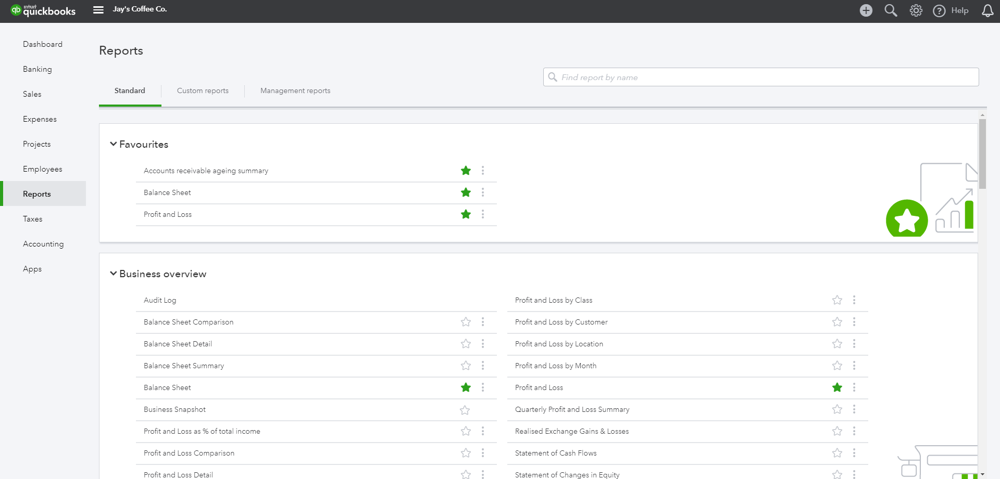 intuit
quickbooks
Jay's Coffee Co.
Help
Dashboard
Banking
Sales
Expenses
Projects
Employees
Reports
Taxes
Accounting
Apps
Reports
Find report by name
Standard
Custom reports
Management reports
Favourites
Accounts receivable ageing summary
Balance Sheet
Profit and Loss
Business overview
Audit Log
Balance Sheet Comparison
Balance Sheet Detail
Balance Sheet Summary
Balance Sheet
Business Snapshot
Profit and Loss as % of total income
Profit and Loss Comparison
Profit and Loss Detail
Profit and Loss by Class
Profit and Loss by Customer
Profit and Loss by Location
Profit and Loss by Month
Profit and Loss
Quarterly Profit and Loss Summary
Realised Exchange Gains & Losses
Statement of Cash Flows
Statement of Changes in Equity